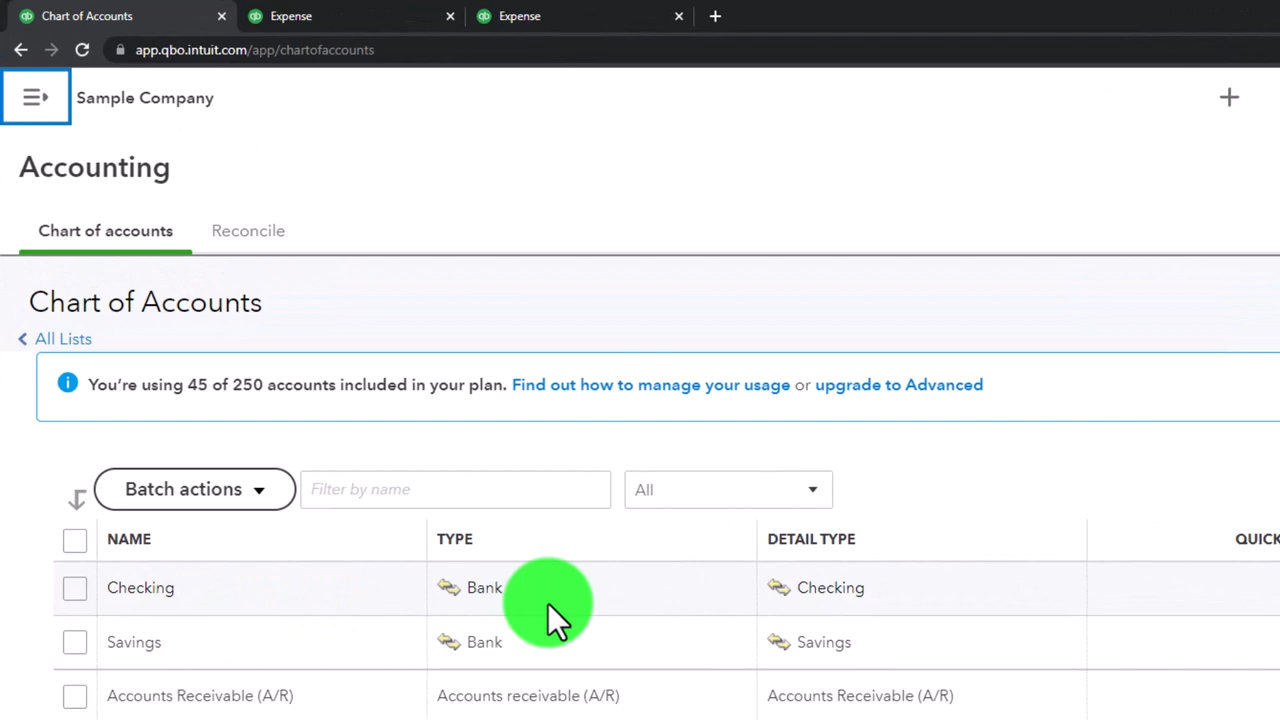 Chart of Accounts
Expense
Expense
app.qbo.intuit.com/app/chartofaccounts
Sample Company
Accounting
Chart of accounts Reconcile
Chart of Accounts
All Lists
You're using 45 of 250 accounts included in your plan. Find out how to manage your usage or upgrade to Advanced
Batch actions Filter by name All
NAME TYPE DETAIL TYPE QUICK
Checking Bank Checking
Savings Bank Savings
Accounts Receivable (A/R) Accounts receivable (A/R) Accounts Receivable (A/R)